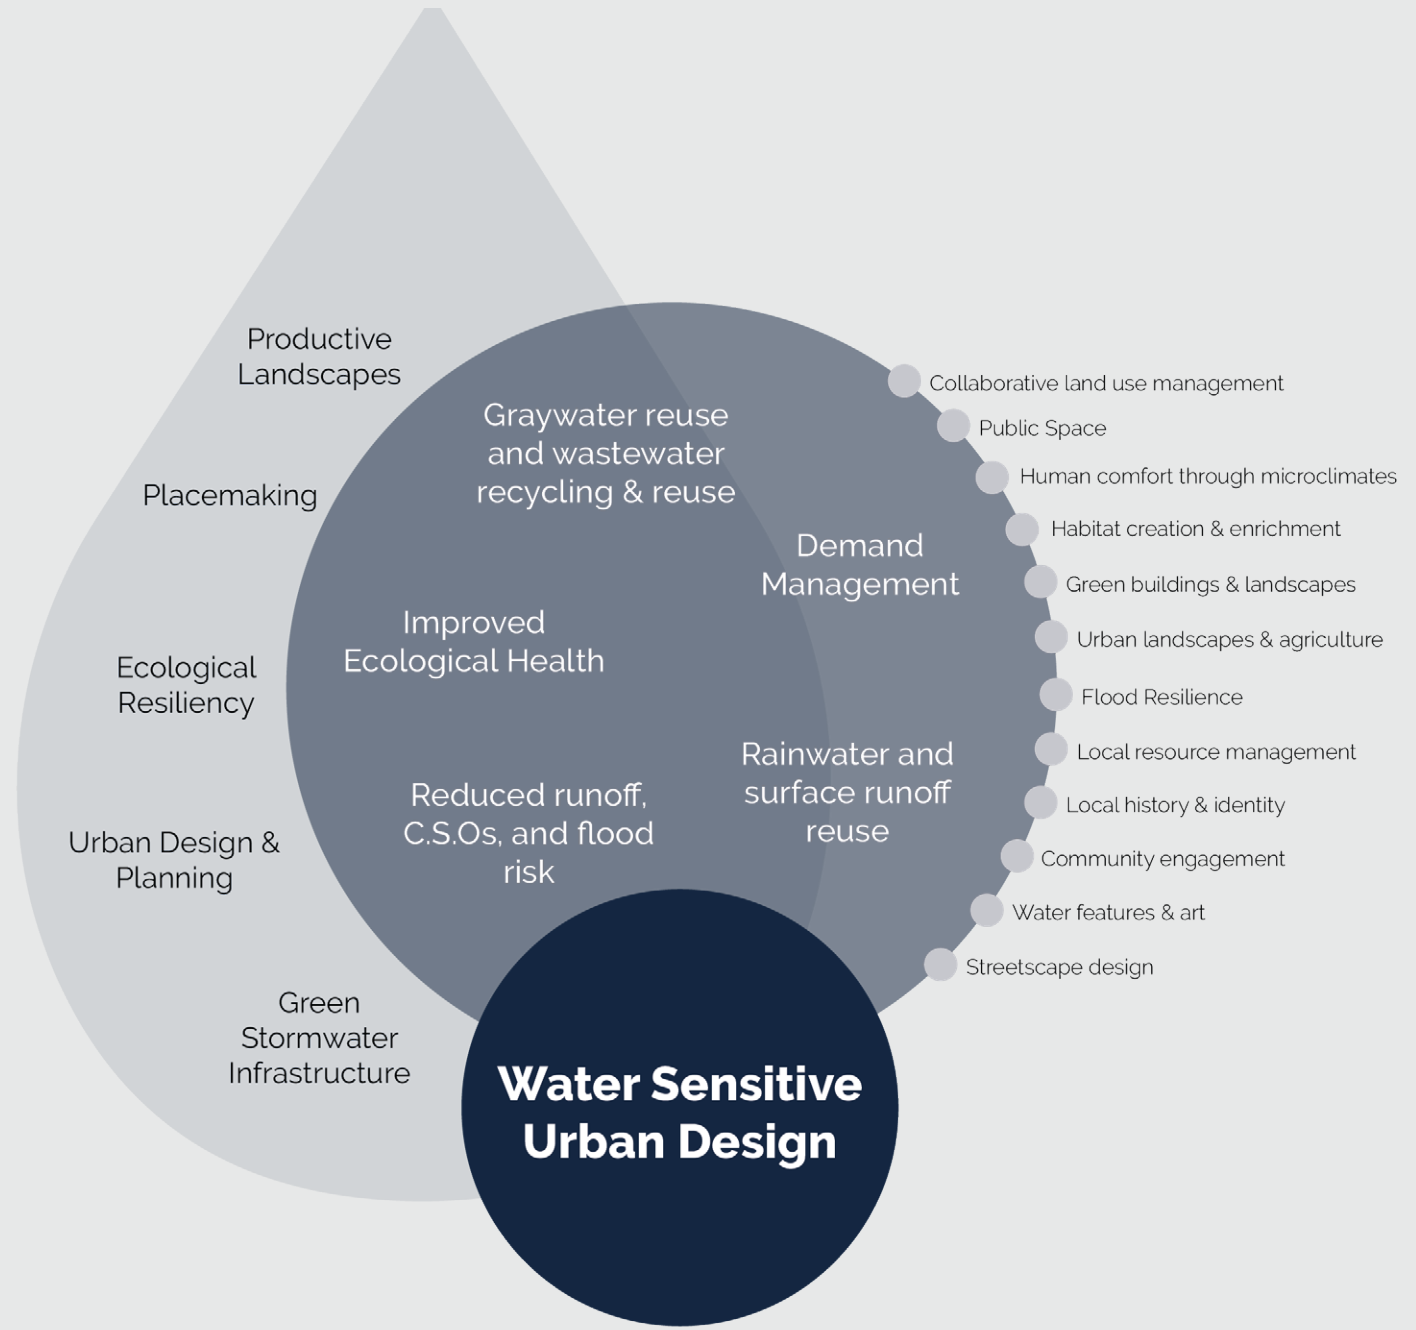 Productive
Landscapes
Placemaking
Ecological
Resiliency
Urban Design &
Planning
Green
Stormwater
Infrastructure
Graywater reuse
and wastewater
recycling & reuse
Demand
Management
Improved
Ecological Health
Rainwater and
surface runoff
reuse
Reduced runoff,
C.S.Os, and flood
risk
Water Sensitive
Urban Design
Collaborative land use management
Public Space
Human comfort through microclimates
Habitat creation & enrichment
Green buildings & landscapes
Urban landscapes & agriculture
Flood Resilience
Local resource management
Local history & identity
Community engagement
Water features & art
Streetscape design